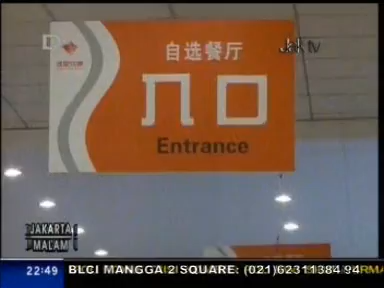 自选餐厅
入口
Entrance
Jak tv
JAKARTA
MALAM
22:49
BLCI MANGGA 2 SQUARE: (021)62311384 94